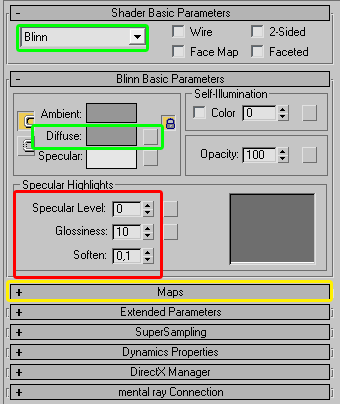 - Shader Basic Parameters
Blinn Wire 2-Sided
Face Map Faceted
- Blinn Basic Parameters
Self-Illumination
Ambient: Color 0
Diffuse:
Specular: Opacity: 100
Specular Highlights
Specular Level: 0
Glossiness: 10
Soften: 0,1
+ Maps
+ Extended Parameters
+ SuperSampling
+ Dynamics Properties
+ DirectX Manager
+ mental ray Connection